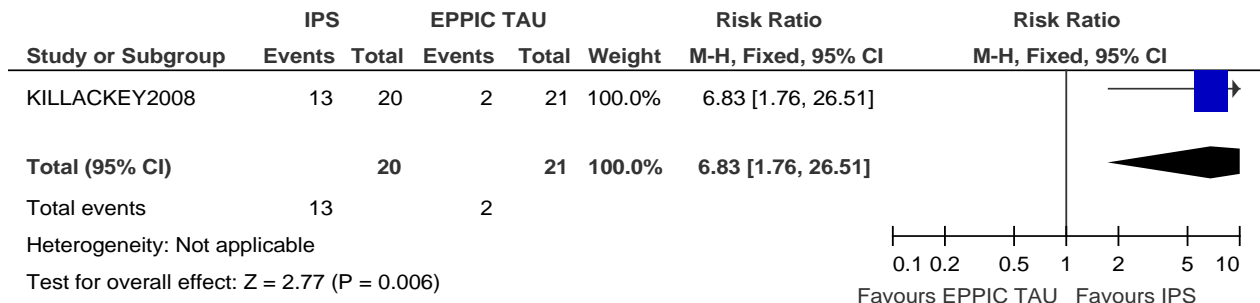 IPS EPPIC TAU Risk Ratio Risk Ratio
Study or Subgroup Events Total Events Total Weight M-H, Fixed, 95% CI M-H, Fixed, 95% CI
KILLACKEY2008 13 20 2 21 100.0% 6.83 [1.76, 26.51]
Total (95% CI) 20 21 100.0% 6.83 [1.76, 26.51]
Total events 13 2
Heterogeneity: Not applicable
Test for overall effect: Z = 2.77 (P = 0.006)
0.1 0.2 0.5 1 2 5 10
Favours EPPIC TAU Favours IPS